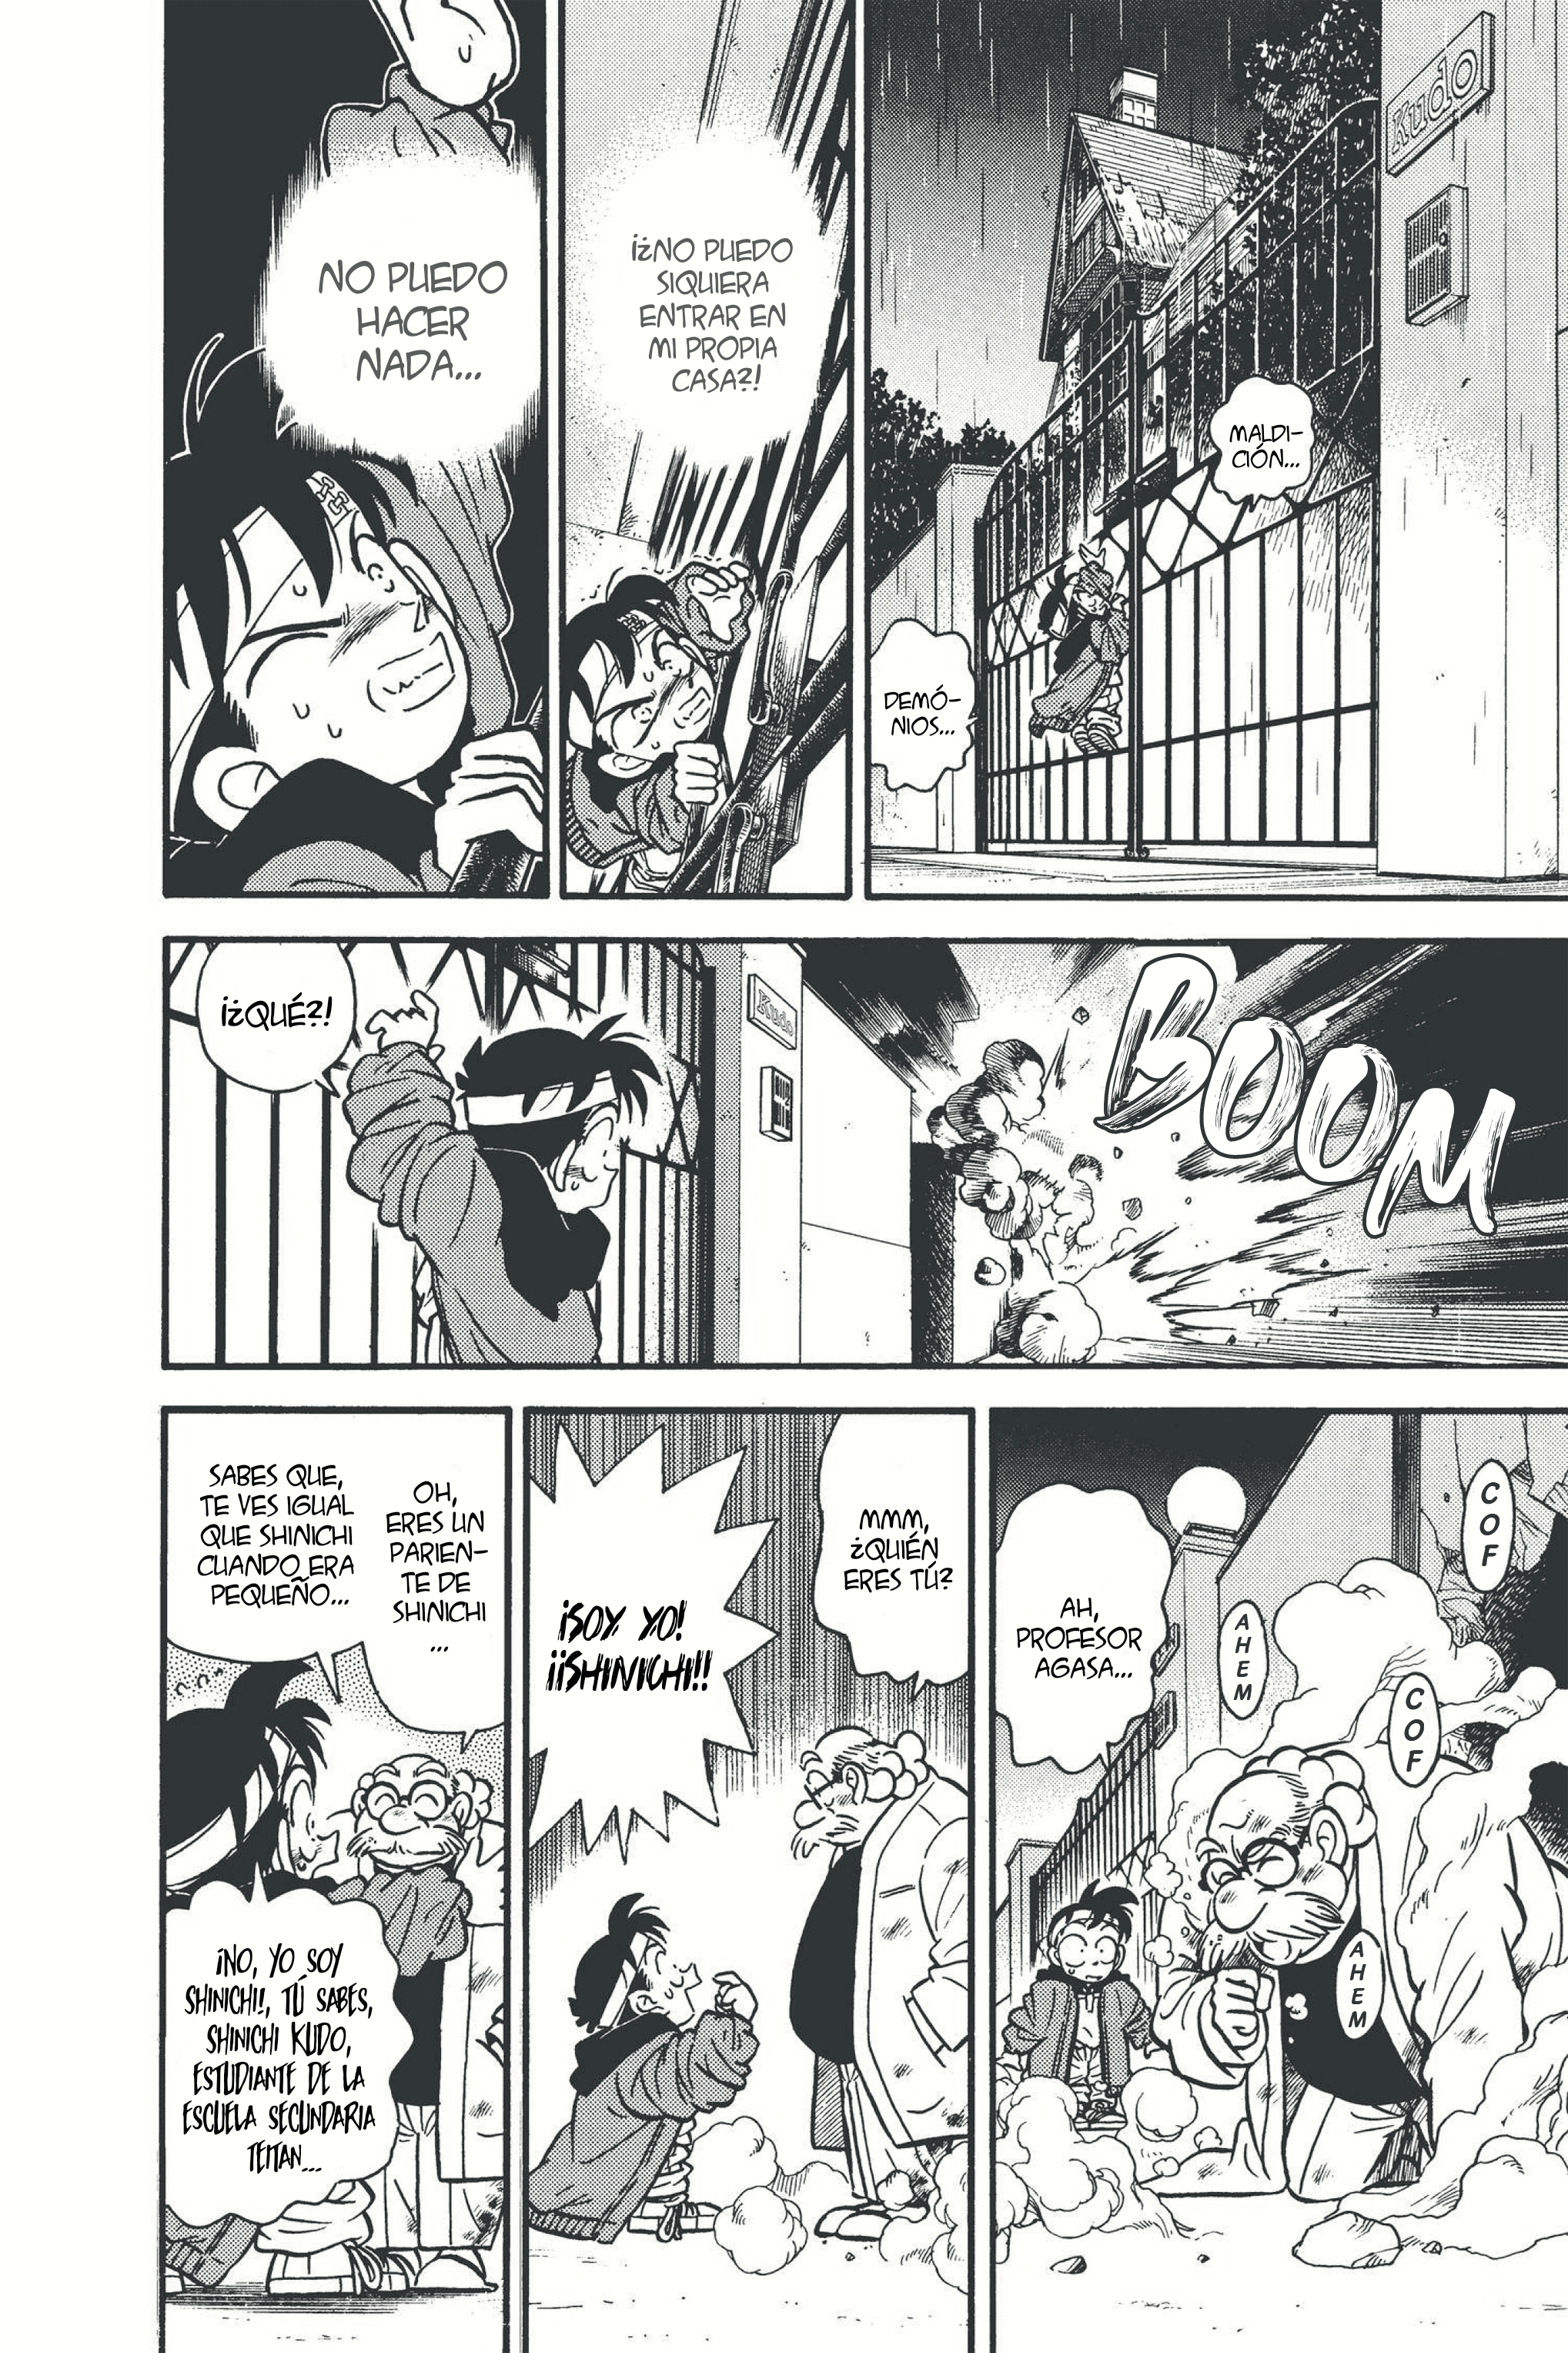 Kudo
MALDI-
CIÓN...
DEMÓ-
NIOS...
¡¿NO PUEDO
SIQUIERA
ENTRAR EN
MI PROPIA
CASA?!
NO PUEDO
HACER
NADA...
BOOM
Kudo
¡¿QUÉ?!
COF
AHEM
COF
AHEM
AH,
PROFESOR
AGASA...
MMM,
¿QUIÉN
ERES TÚ?
¡SOY YO!
¡¡SHINICHI!!
OH,
ERES UN
PARIEN-
TE DE
SHINICHI
...
SABES QUE,
TE VES IGUAL
QUE SHINICHI
CUANDO ERA
PEQUEÑO...
¡NO, YO SOY
SHINICHI!, TÚ SABES,
SHINICHI KUDO,
ESTUDIANTE DE LA
ESCUELA SECUNDARIA
TEITAN...